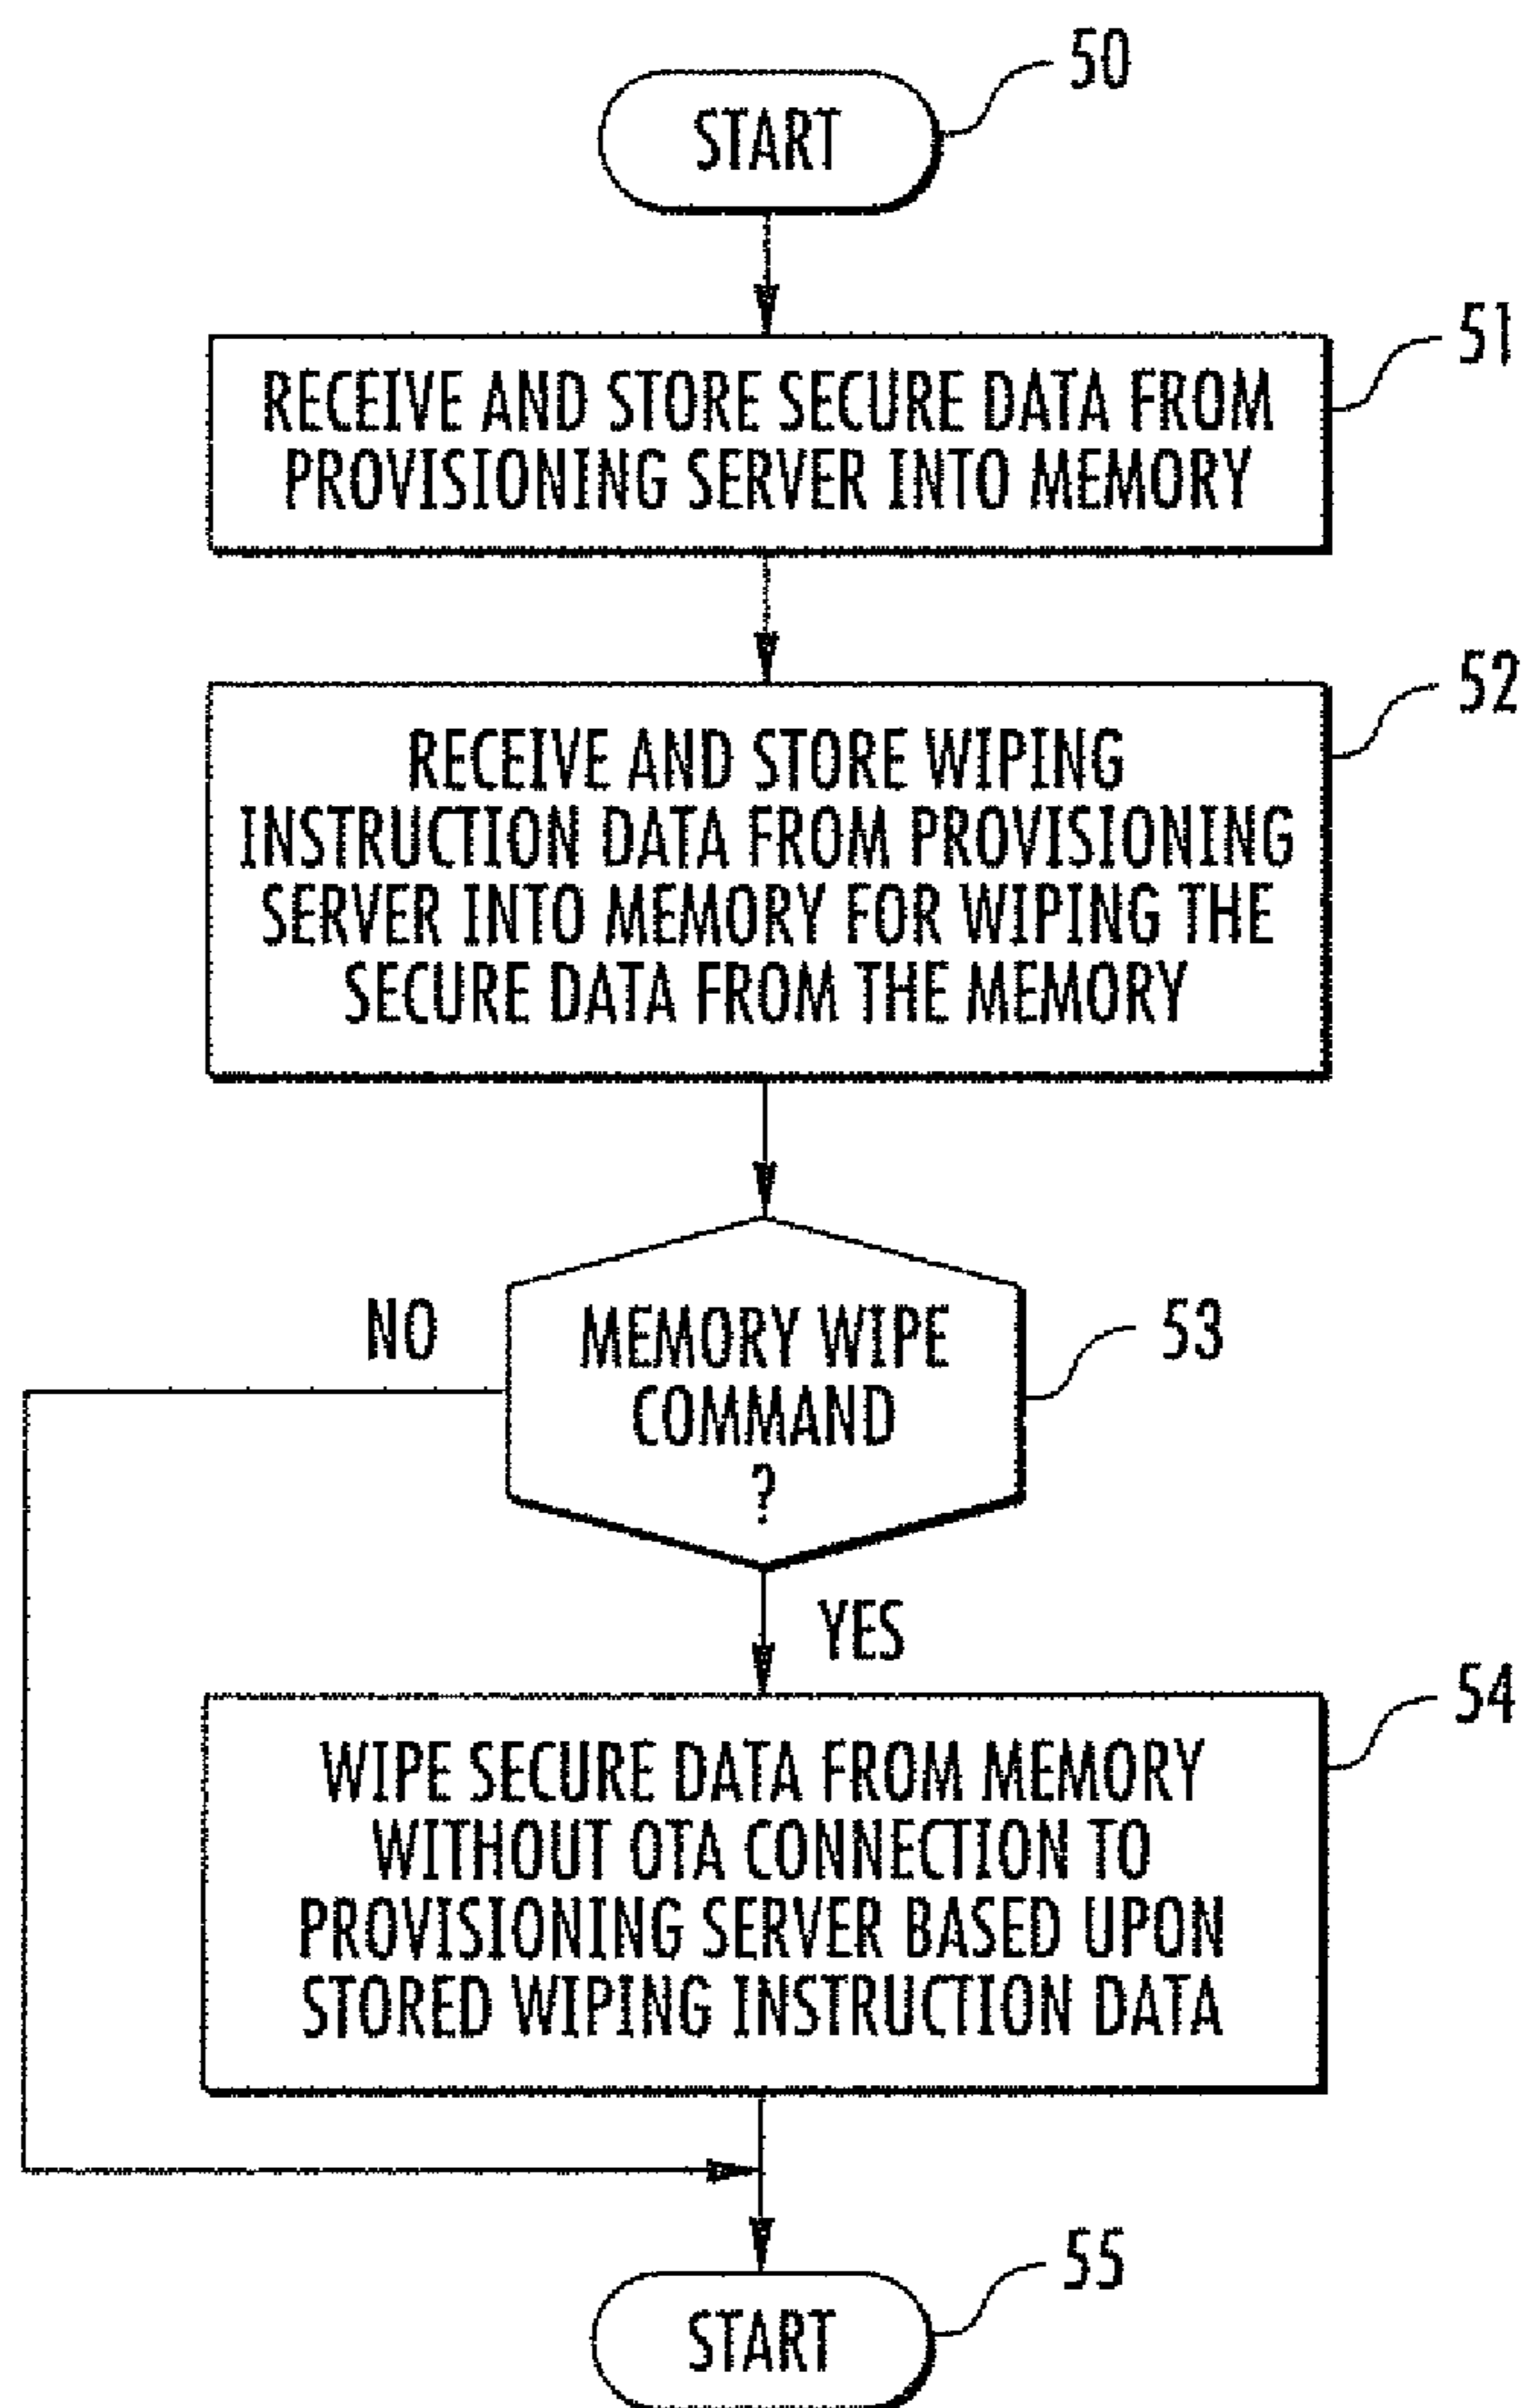 50
START
51
RECEIVE AND STORE SECURE DATA FROM
PROVISIONING SERVER INTO MEMORY
52
RECEIVE AND STORE WIPING
INSTRUCTION DATA FROM PROVISIONING
SERVER INTO MEMORY FOR WIPING THE
SECURE DATA FROM THE MEMORY
NO
MEMORY WIPE
COMMAND
?
53
YES
54
WIPE SECURE DATA FROM MEMORY
WITHOUT OTA CONNECTION TO
PROVISIONING SERVER BASED UPON
STORED WIPING INSTRUCTION DATA
55
START